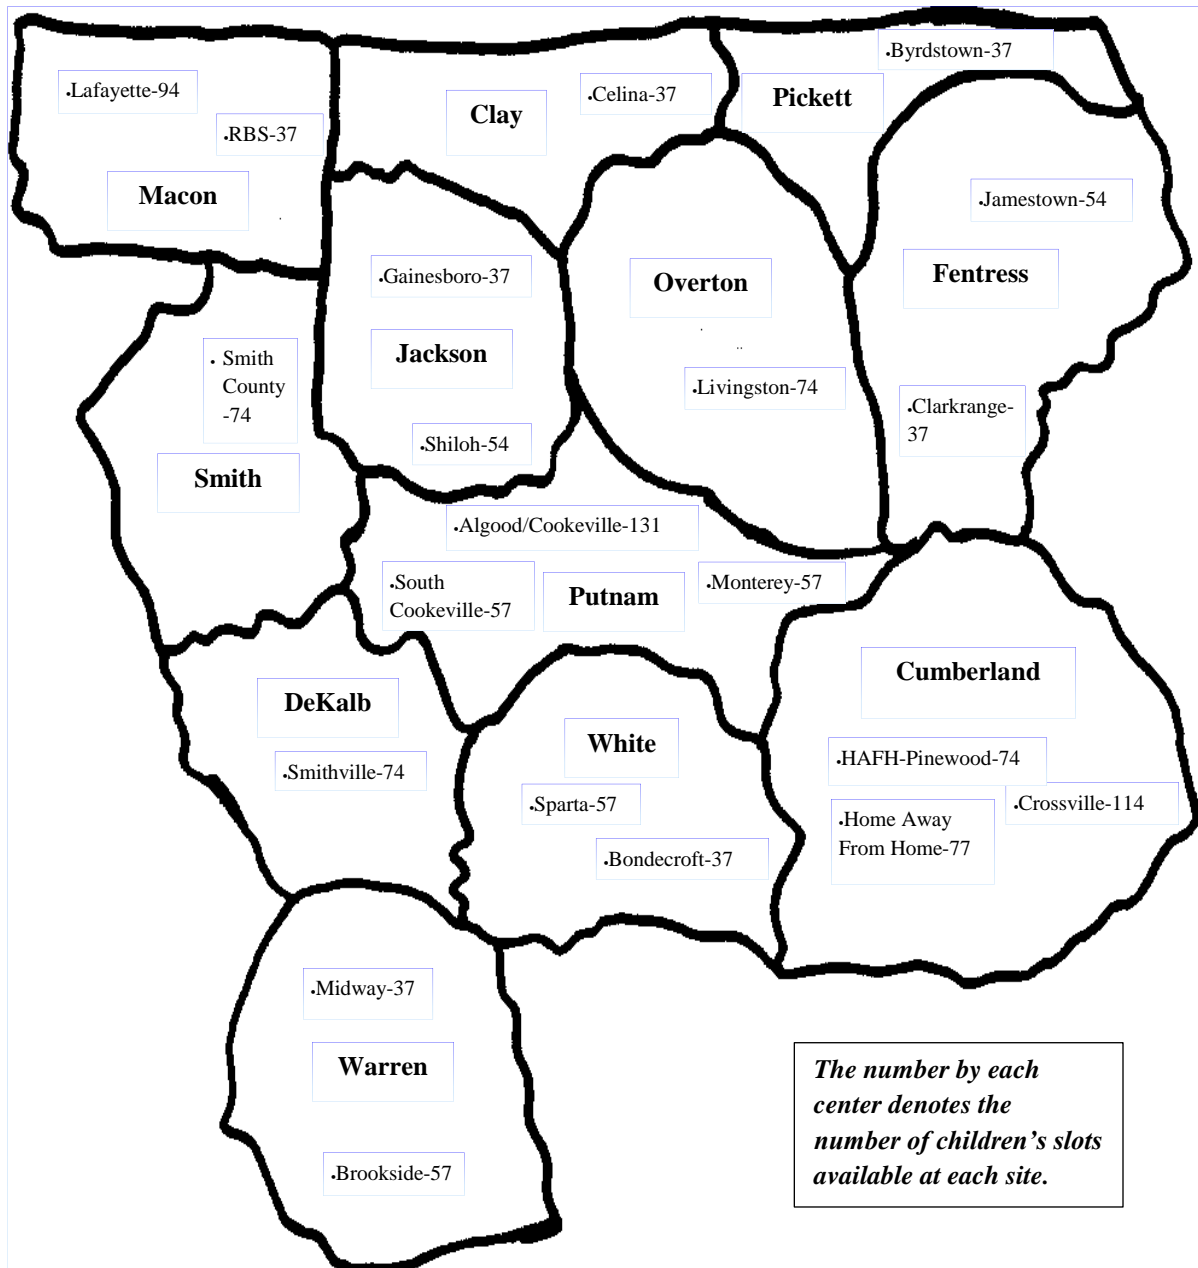 •Byrdstown-37
•Lafayette-94
•Celina-37
Pickett
Clay
•RBS-37
Macon
•Jamestown-54
•Gainesboro-37
Overton
Fentress
Jackson
• Smith
County
-74
•Livingston-74
•Clarkrange-
37
•Shiloh-54
Smith
•Algood/Cookeville-131
•South
Cookeville-57
Putnam
•Monterey-57
Cumberland
DeKalb
White
•Smithville-74
•HAFH-Pinewood-74
•Sparta-57
•Crossville-114
•Home Away
From Home-77
•Bondecroft-37
•Midway-37
Warren
•Brookside-57
The number by each
center denotes the
number of children’s slots
available at each site.